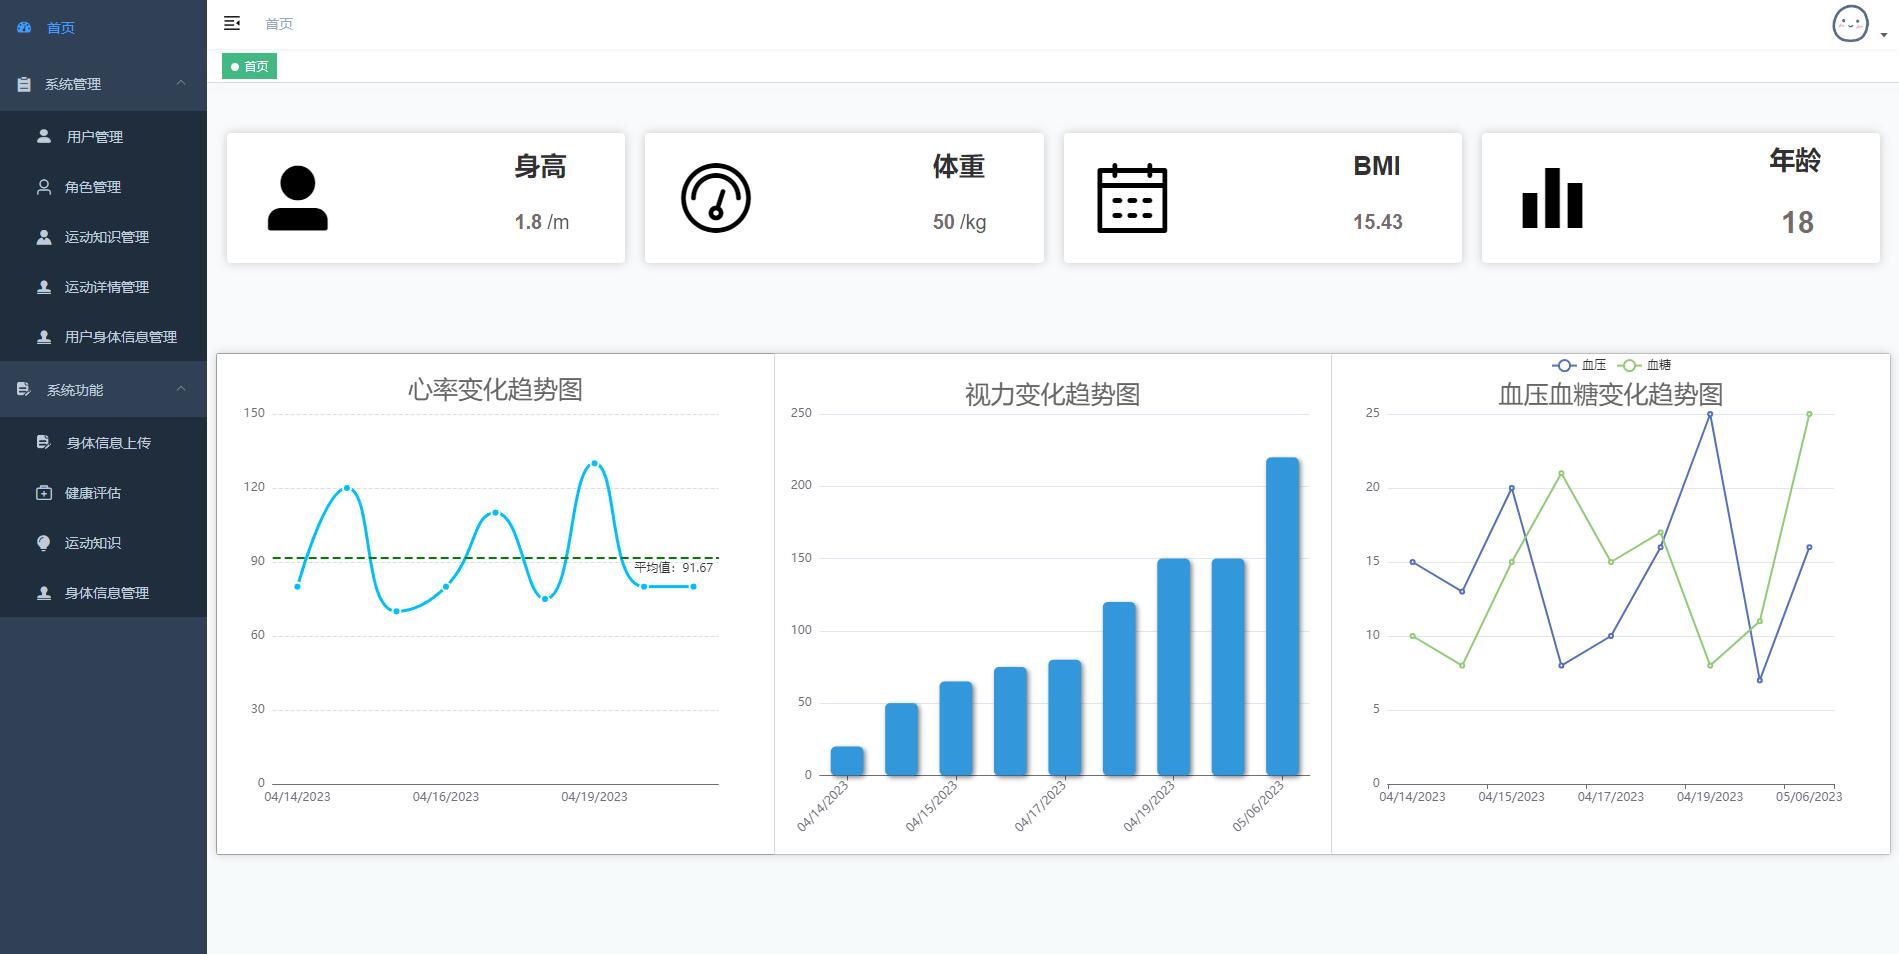 首页
系统管理
用户管理
角色管理
运动知识管理
运动详情管理
用户身体信息管理
系统功能
身体信息上传
健康评估
运动知识
身体信息管理
首页
首页
身高
1.8 /m
体重
50 /kg
BMI
15.43
年龄
18
心率变化趋势图
150
120
90
60
30
0
平均值：91.67
04/14/2023 04/16/2023 04/19/2023
视力变化趋势图
250
200
150
100
50
0
04/14/2023 04/15/2023 04/17/2023 04/19/2023 05/06/2023
血压 血糖
血压血糖变化趋势图
25
20
15
10
5
0
04/14/2023 04/15/2023 04/17/2023 04/19/2023 05/06/2023